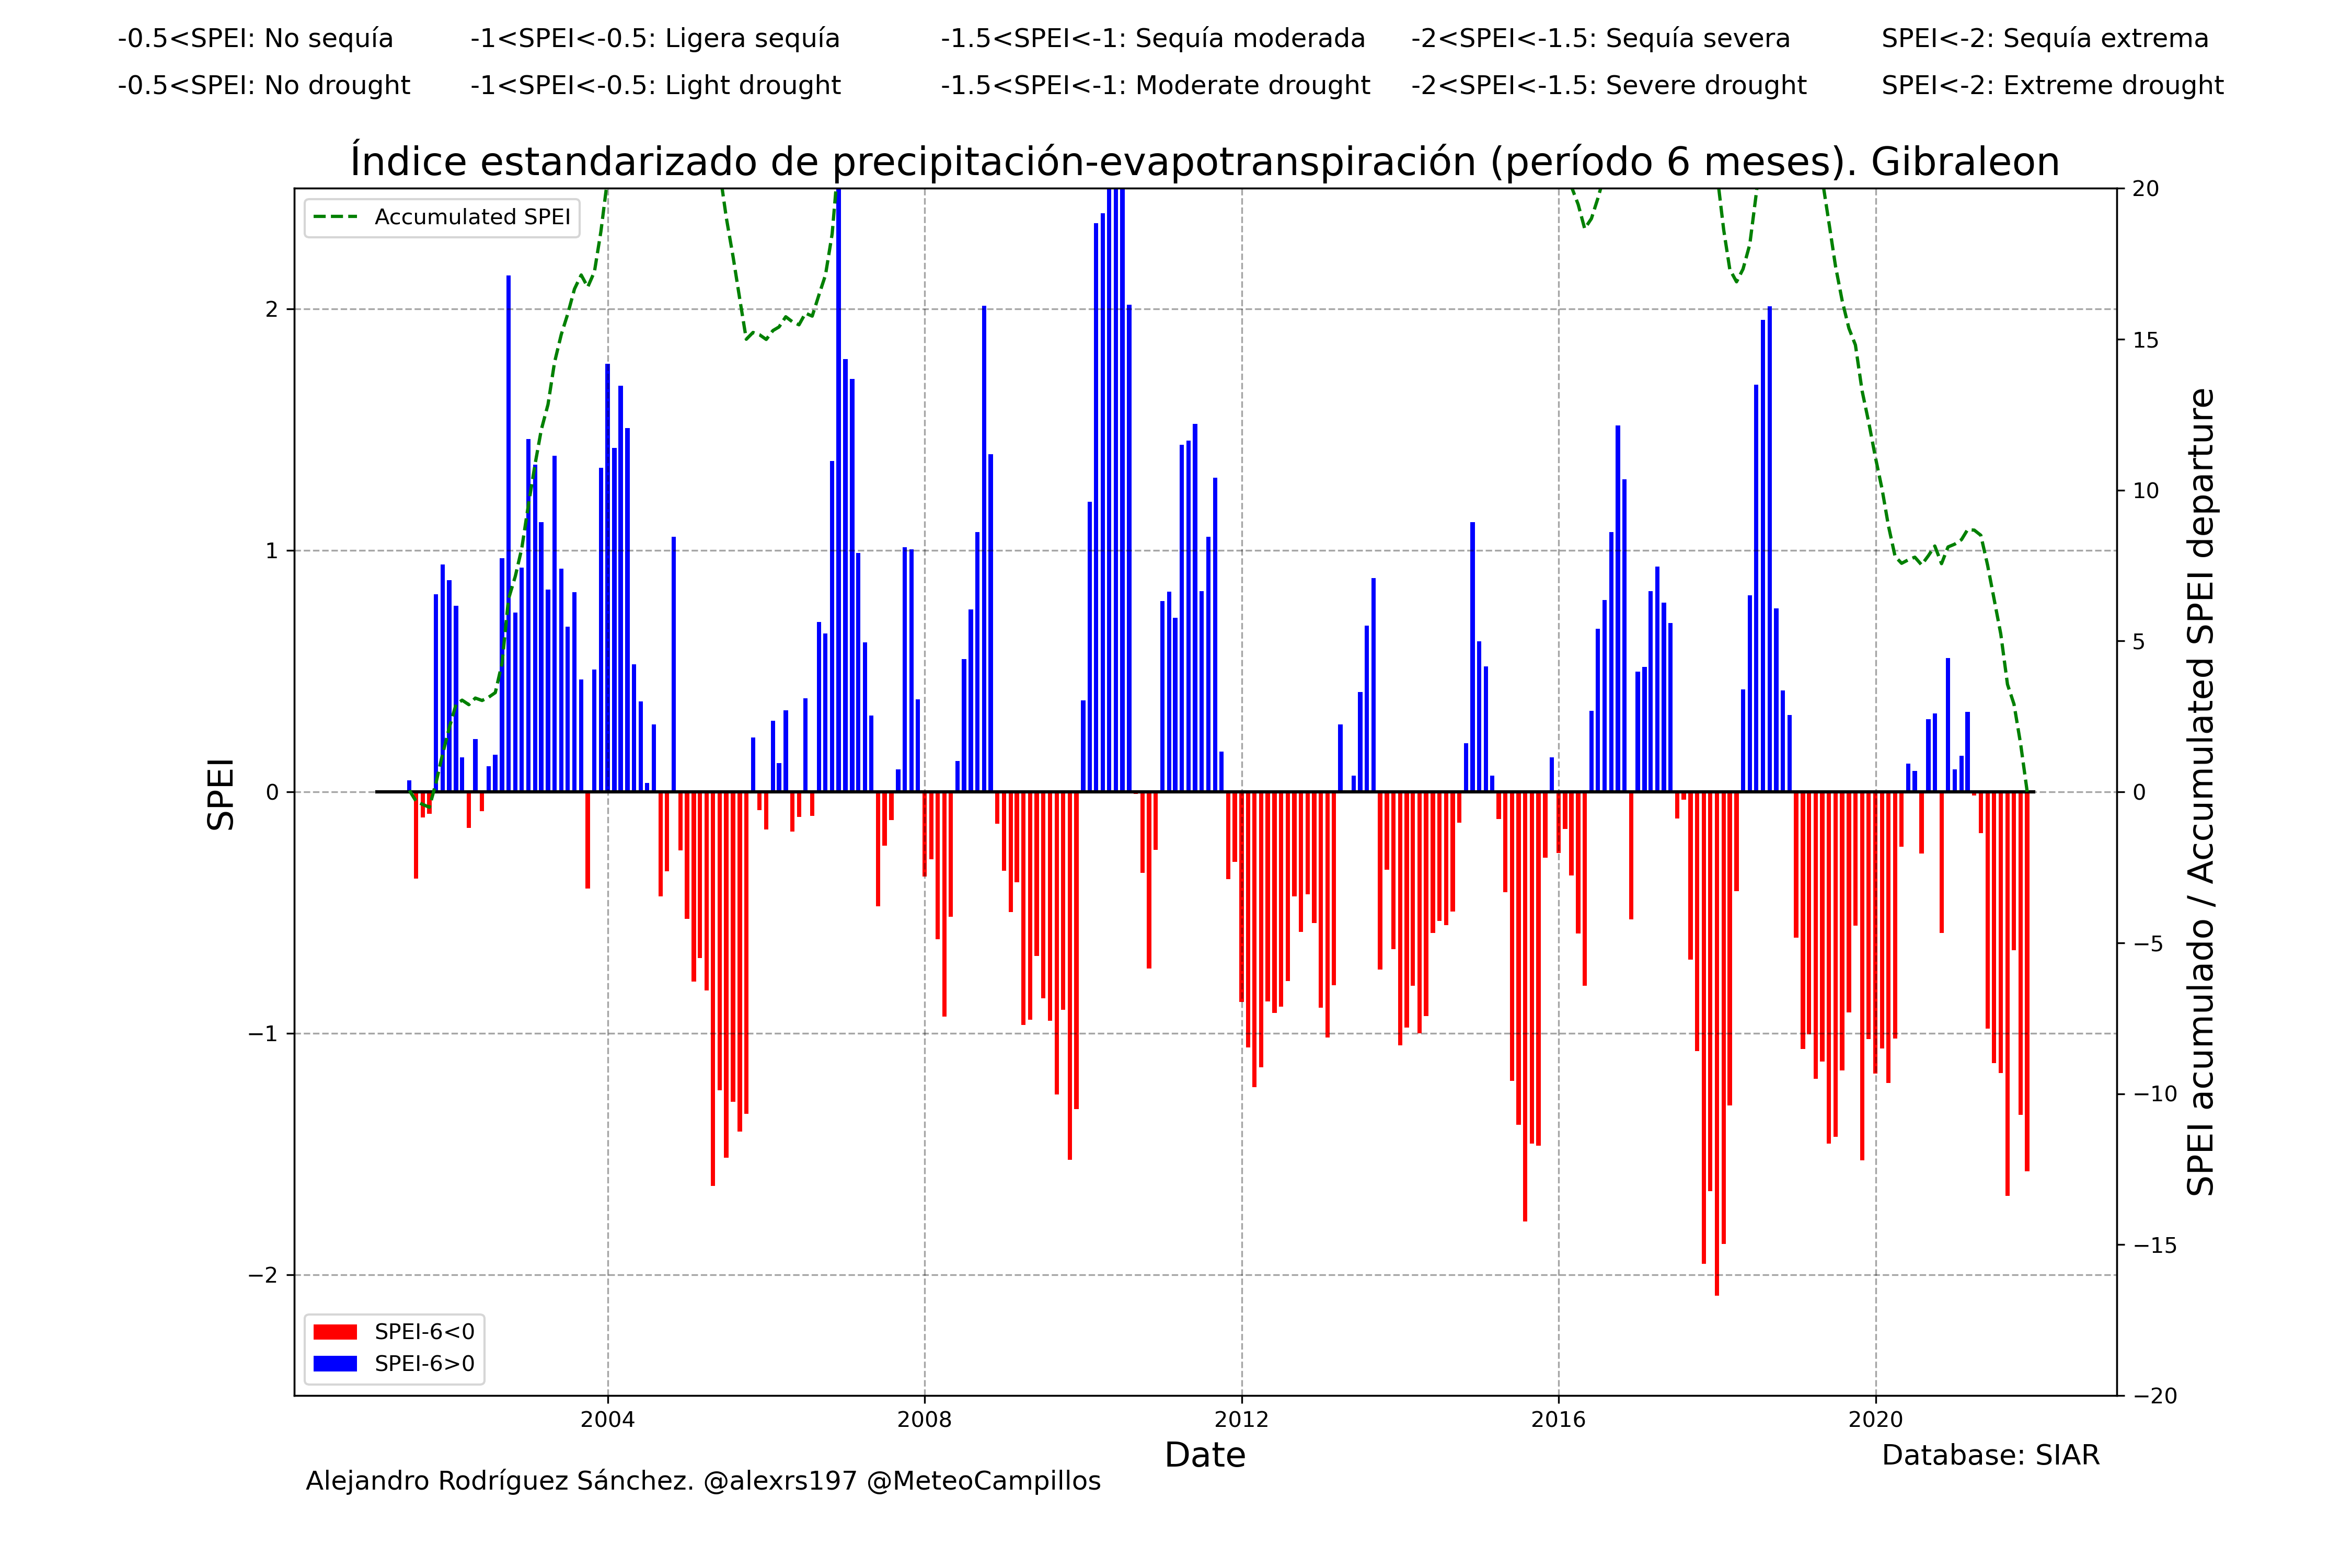 -0.5<SPEI: No sequía -1<SPEI<-0.5: Ligera sequía -1.5<SPEI<-1: Sequía moderada -2<SPEI<-1.5: Sequía severa SPEI<-2: Sequía extrema
-0.5<SPEI: No drought -1<SPEI<-0.5: Light drought -1.5<SPEI<-1: Moderate drought -2<SPEI<-1.5: Severe drought SPEI<-2: Extreme drought
Índice estandarizado de precipitación-evapotranspiración (período 6 meses). Gibraleon
Accumulated SPEI
2
1
0
−1
−2
SPEI
20
15
10
5
0
−5
−10
−15
−20
SPEI acumulado / Accumulated SPEI departure
SPEI-6<0
SPEI-6>0
2004 2008 2012 2016 2020
Date
Database: SIAR
Alejandro Rodríguez Sánchez. @alexrs197 @MeteoCampillos